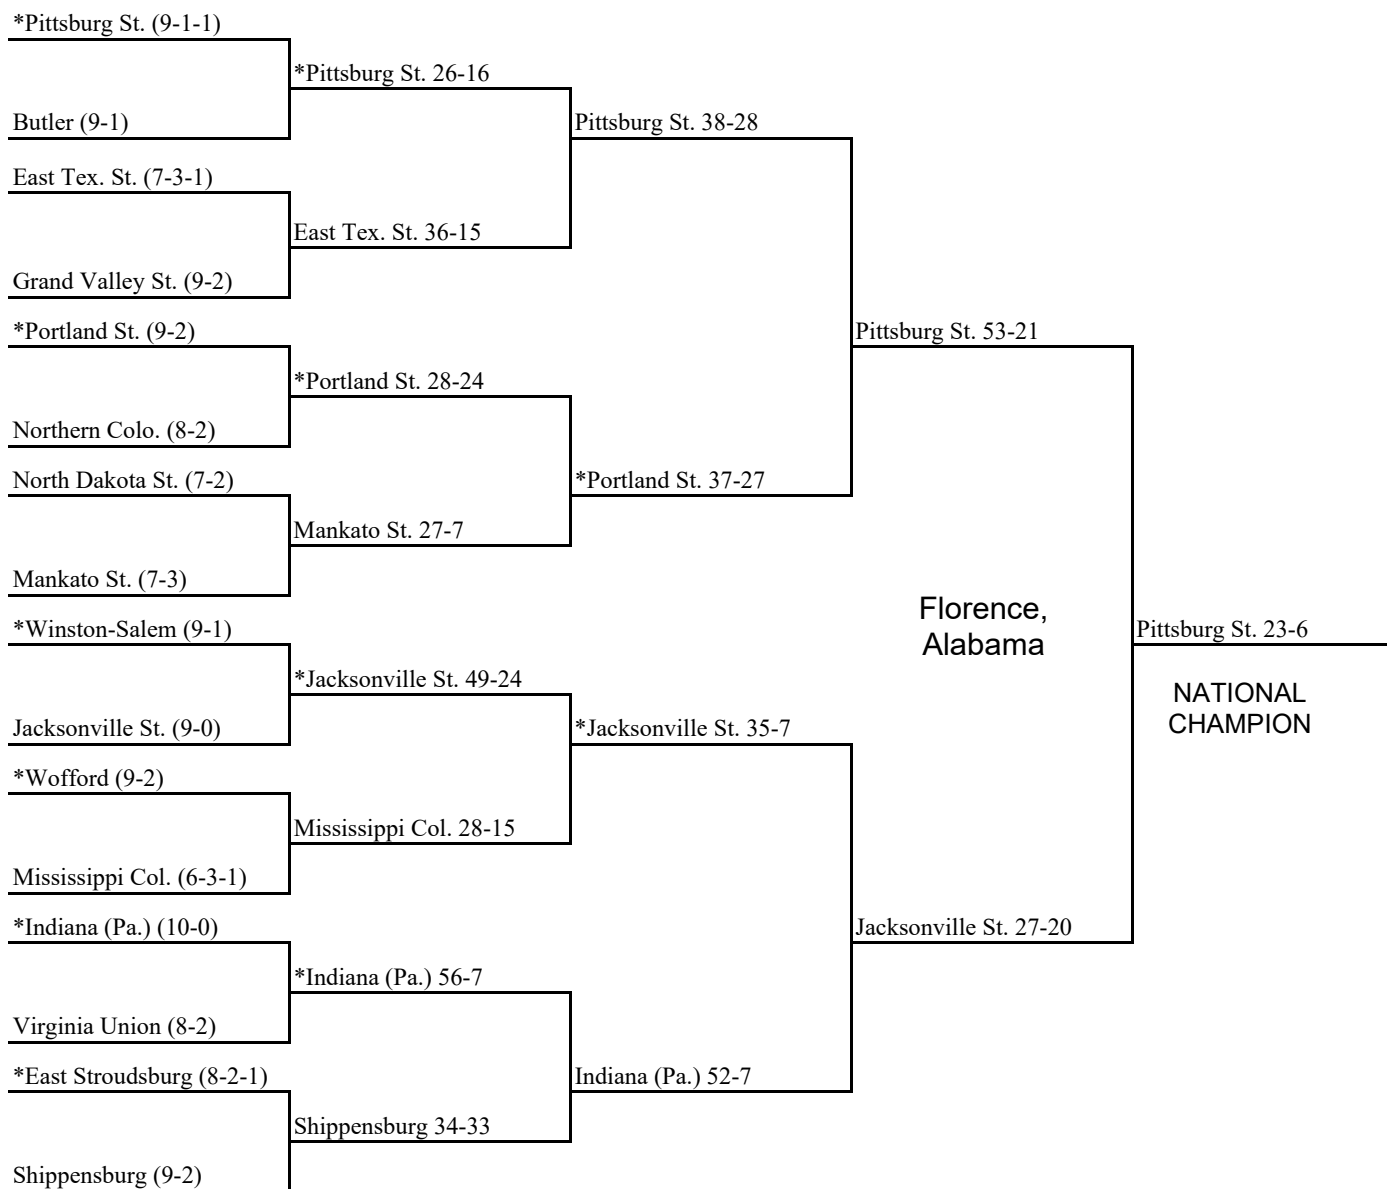 *Pittsburg St. (9-1-1)
*Pittsburg St. 26-16
Butler (9-1)
Pittsburg St. 38-28
East Tex. St. (7-3-1)
East Tex. St. 36-15
Grand Valley St. (9-2)
*Portland St. (9-2)
Pittsburg St. 53-21
*Portland St. 28-24
Northern Colo. (8-2)
North Dakota St. (7-2)
*Portland St. 37-27
Mankato St. 27-7
Mankato St. (7-3)
Florence,
Alabama
*Winston-Salem (9-1)
Pittsburg St. 23-6
*Jacksonville St. 49-24
NATIONAL
CHAMPION
Jacksonville St. (9-0)
*Jacksonville St. 35-7
*Wofford (9-2)
Mississippi Col. 28-15
Mississippi Col. (6-3-1)
*Indiana (Pa.) (10-0)
Jacksonville St. 27-20
*Indiana (Pa.) 56-7
Virginia Union (8-2)
*East Stroudsburg (8-2-1)
Indiana (Pa.) 52-7
Shippensburg 34-33
Shippensburg (9-2)